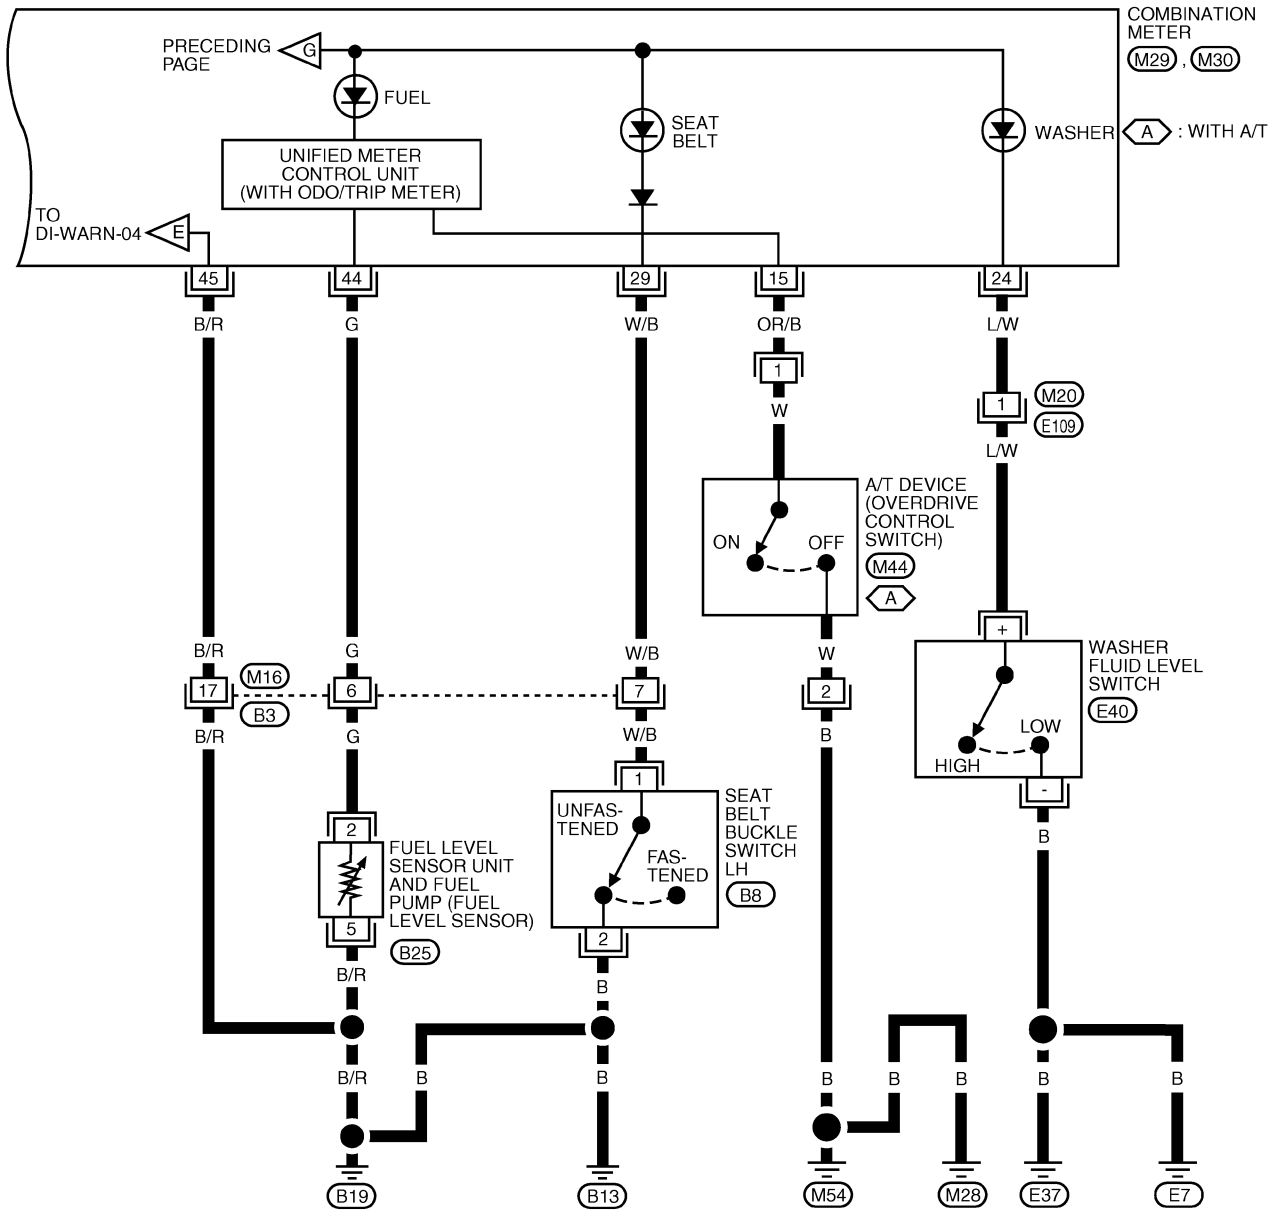 COMBINATION
METER
M29 , M30
PRECEDING
PAGE
G
FUEL
SEAT
BELT
WASHER
A : WITH A/T
UNIFIED METER
CONTROL UNIT
(WITH ODO/TRIP METER)
TO
DI-WARN-04
E
45 44 29 15 24
B/R G W/B OR/B L/W
1
W
1
M20
E109
L/W
A/T DEVICE
(OVERDRIVE
CONTROL
SWITCH)
M44
A
ON OFF
B/R G W/B W
+
WASHER
FLUID LEVEL
SWITCH
E40
HIGH LOW
-
17
M16
B3
6 7 2
B/R G W/B B
1
UNFAS-
TENED
FAS-
TENED
SEAT
BELT
BUCKLE
SWITCH
LH
B8
2
2
FUEL LEVEL
SENSOR UNIT
AND FUEL
PUMP (FUEL
LEVEL SENSOR)
B25
5
B
B/R B
B/R B B B B B B B
B19 B13 M54 M28 E37 E7